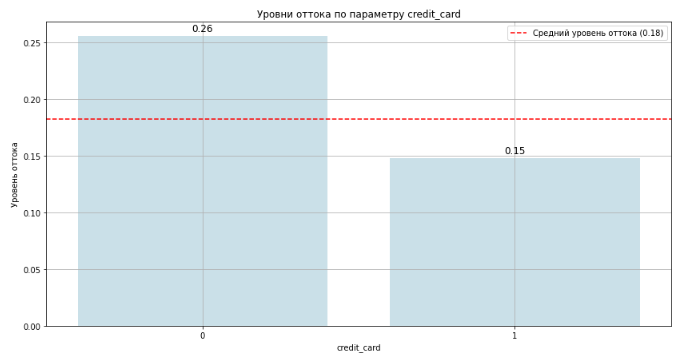 Уровни оттока по параметру credit_card
Средний уровень оттока (0.18)
Уровень оттока
0.25
0.20
0.15
0.10
0.05
0.00
0.26
0.15
0
1
credit_card